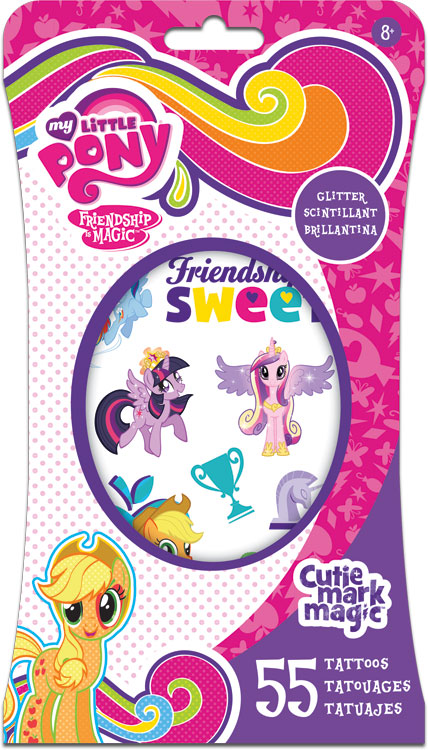 8+
my LITTLE
PONY
FRIENDSHIP
IS MAGIC
GLITTER
SCINTILLANT
BRILLANTINA
Friendsh
SWEE
Cutie
mark
magic
55 TATTOOS
TATOUAGES
TATUAJES